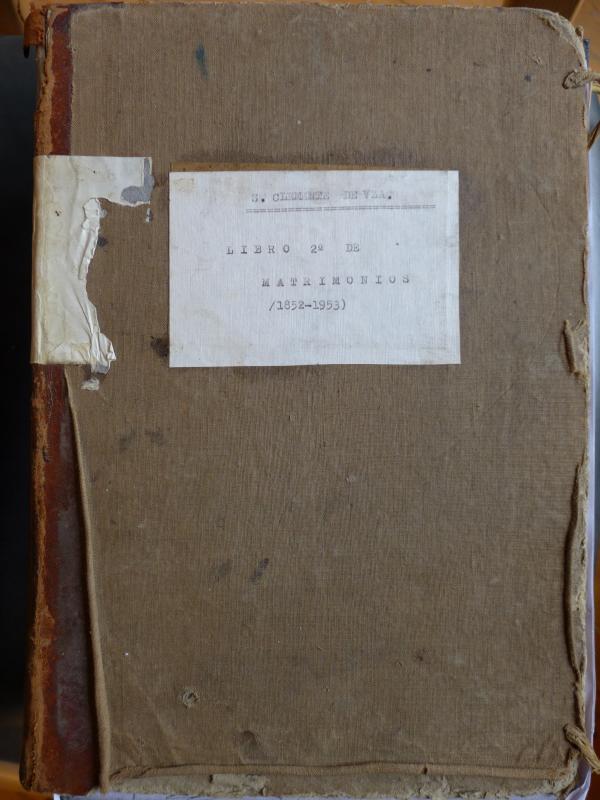 S. CLEMENTE DE VEA.
LIBRO 2º DE
MATRIMONIOS
/1852-1953)